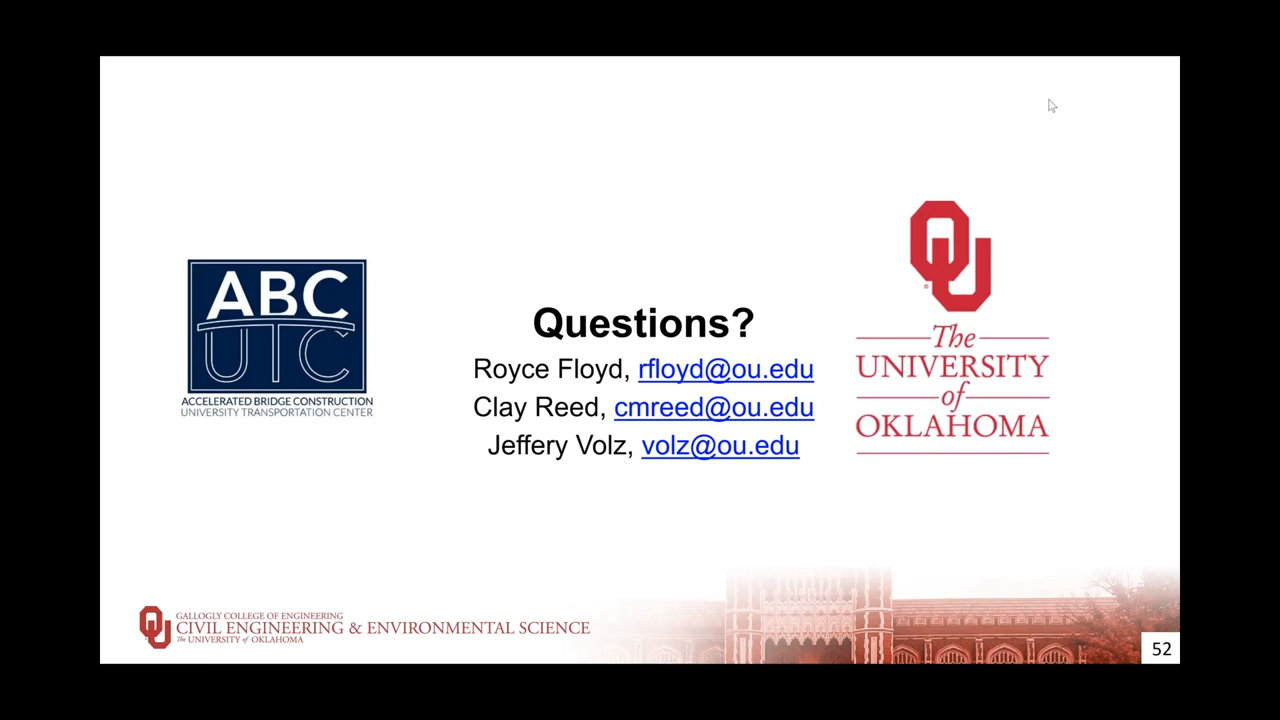 ABC
UTC
ACCELERATED BRIDGE CONSTRUCTION
UNIVERSITY TRANSPORTATION CENTER
Questions?
Royce Floyd, rfloyd@ou.edu
Clay Reed, cmreed@ou.edu
Jeffery Volz, volz@ou.edu
OU
®
The
UNIVERSITY
of
OKLAHOMA
OU
GALLOGLY COLLEGE OF ENGINEERING
CIVIL ENGINEERING & ENVIRONMENTAL SCIENCE
The UNIVERSITY of OKLAHOMA
52